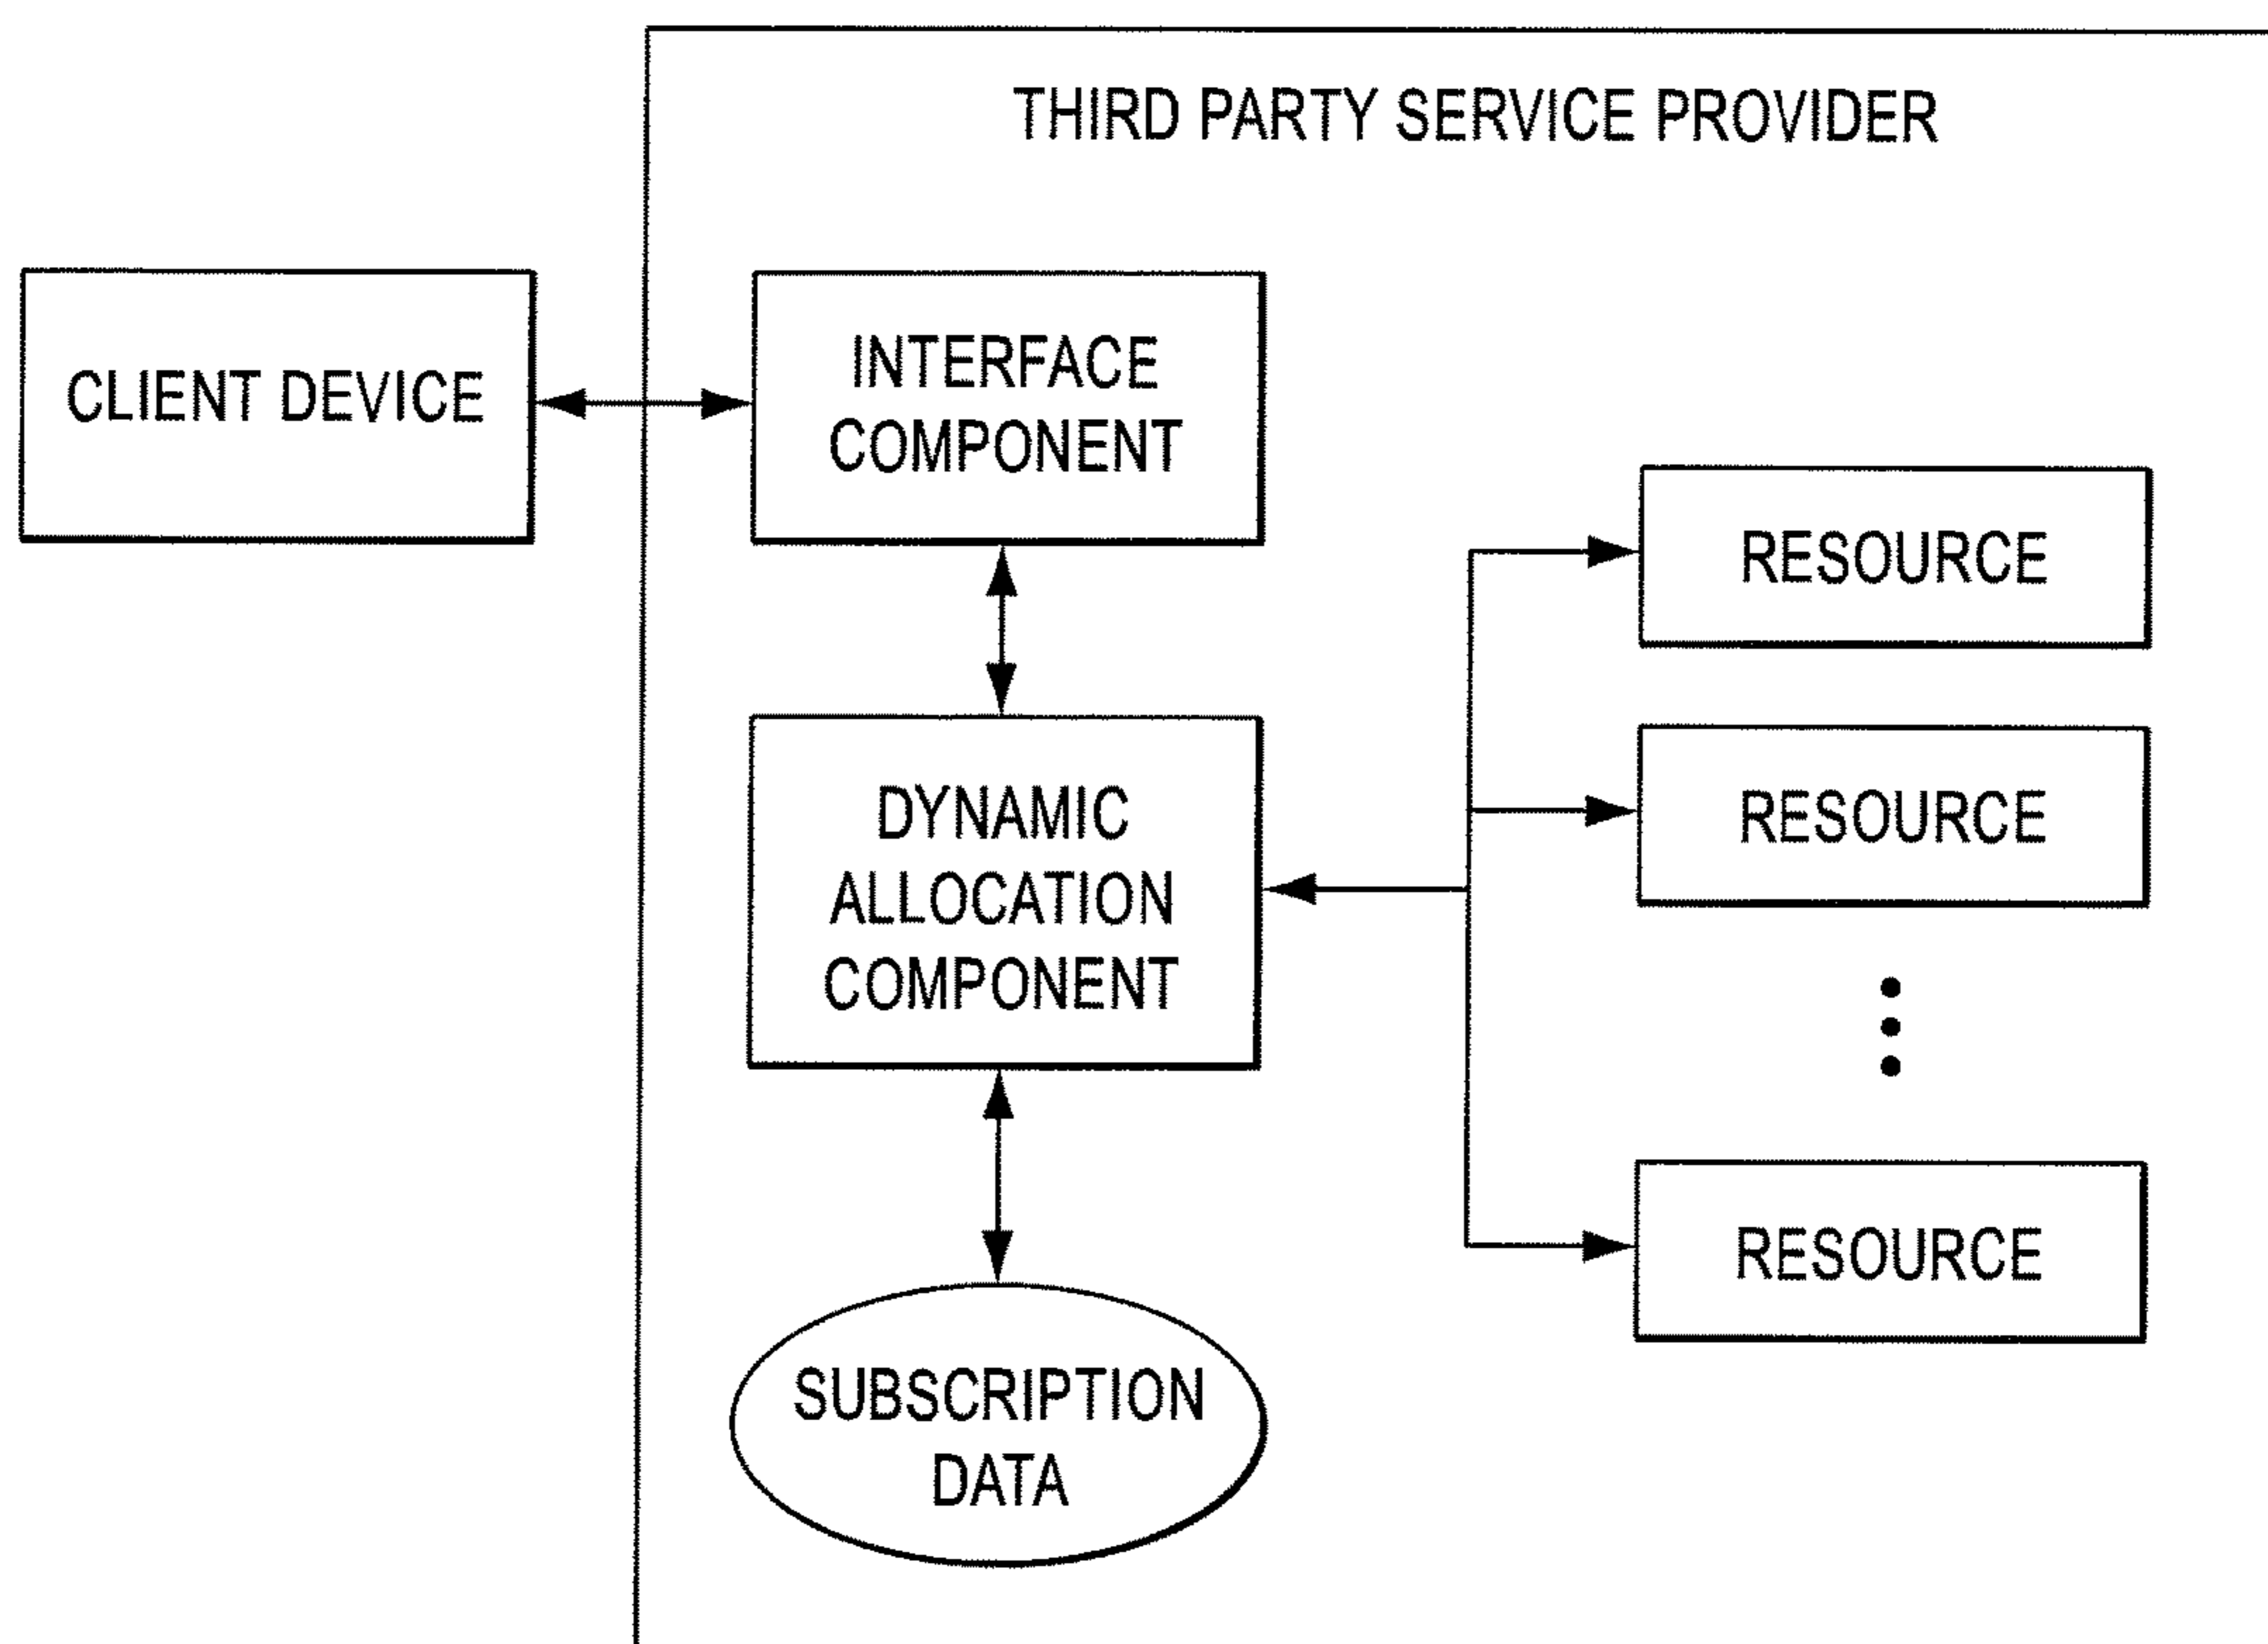 THIRD PARTY SERVICE PROVIDER
CLIENT DEVICE
INTERFACE
COMPONENT
RESOURCE
DYNAMIC
ALLOCATION
COMPONENT
RESOURCE
RESOURCE
SUBSCRIPTION
DATA